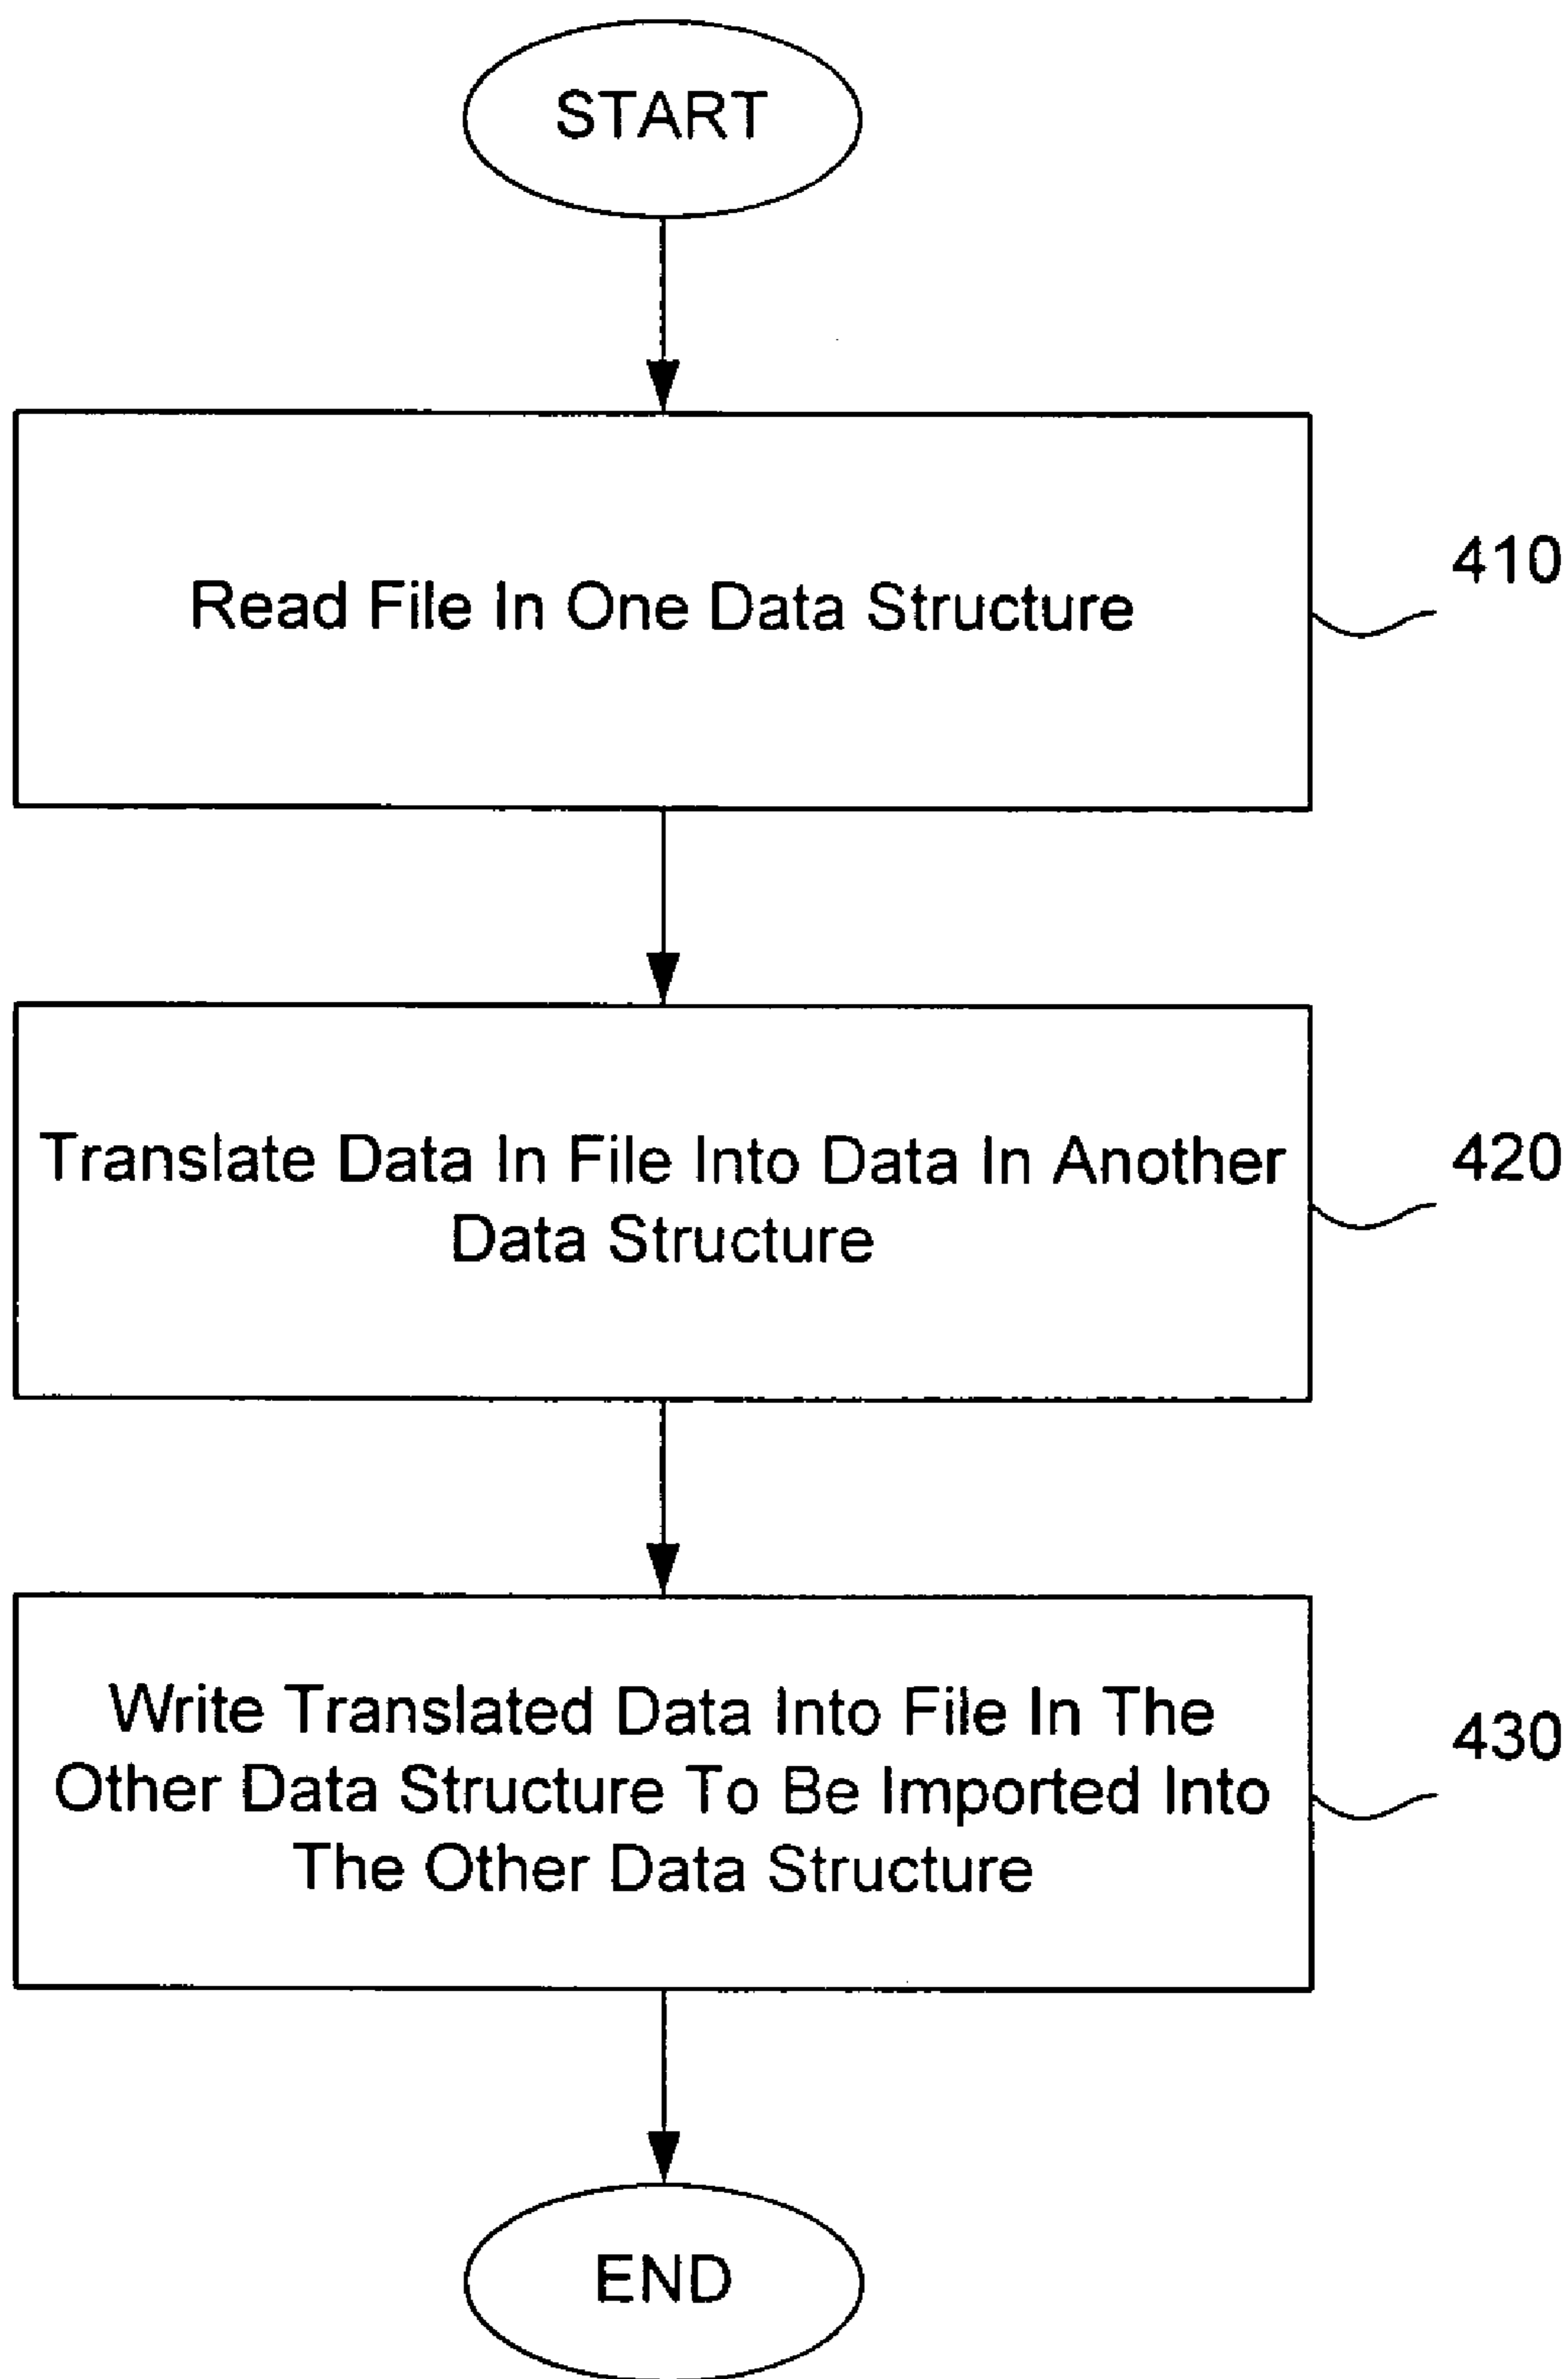 START
Read File In One Data Structure
410
Translate Data In File Into Data In Another
Data Structure
420
Write Translated Data Into File In The
Other Data Structure To Be Imported Into
The Other Data Structure
430
END